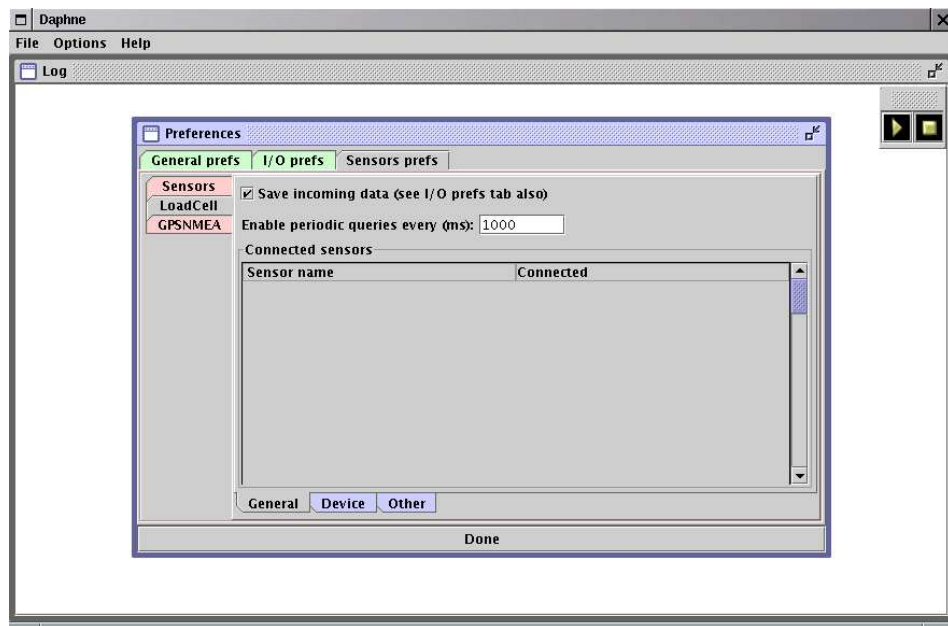 Daphne
File Options Help
Log
Preferences
General prefs I/O prefs Sensors prefs
Sensors
LoadCell
GPSNMEA
Save incoming data (see I/O prefs tab also)
Enable periodic queries every (ms): 1000
Connected sensors
Sensor name Connected
General Device Other
Done